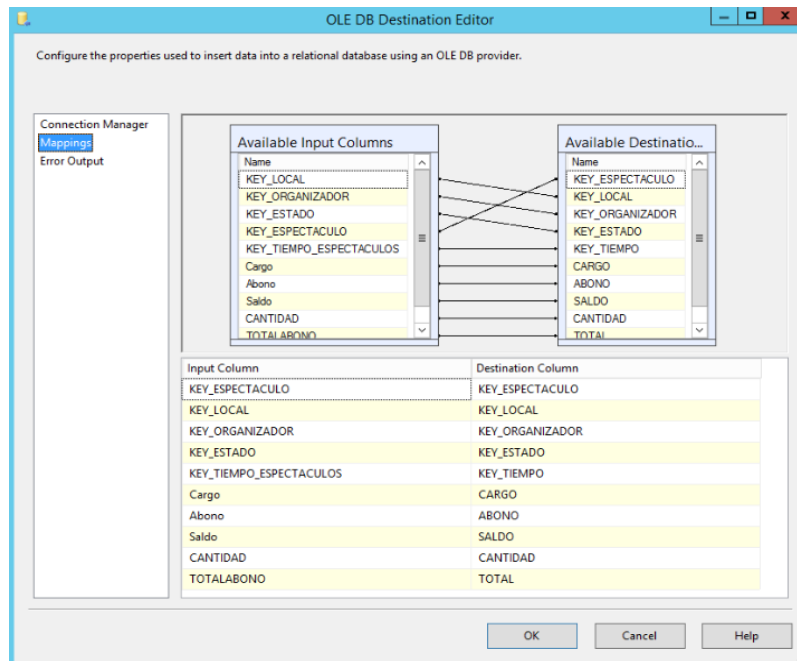 OLE DB Destination Editor
Configure the properties used to insert data into a relational database using an OLE DB provider.
Connection Manager
Mappings
Error Output
Available Input Columns
Name
KEY_LOCAL
KEY_ORGANIZADOR
KEY_ESTADO
KEY_ESPECTACULO
KEY_TIEMPO_ESPECTACULOS
Cargo
Abono
Saldo
CANTIDAD
TOTALABONO
Available Destinatio...
Name
KEY_ESPECTACULO
KEY_LOCAL
KEY_ORGANIZADOR
KEY_ESTADO
KEY_TIEMPO
CARGO
ABONO
SALDO
CANTIDAD
TOTAL
Input Column Destination Column
KEY_ESPECTACULO KEY_ESPECTACULO
KEY_LOCAL KEY_LOCAL
KEY_ORGANIZADOR KEY_ORGANIZADOR
KEY_ESTADO KEY_ESTADO
KEY_TIEMPO_ESPECTACULOS KEY_TIEMPO
Cargo CARGO
Abono ABONO
Saldo SALDO
CANTIDAD CANTIDAD
TOTALABONO TOTAL
OK Cancel Help